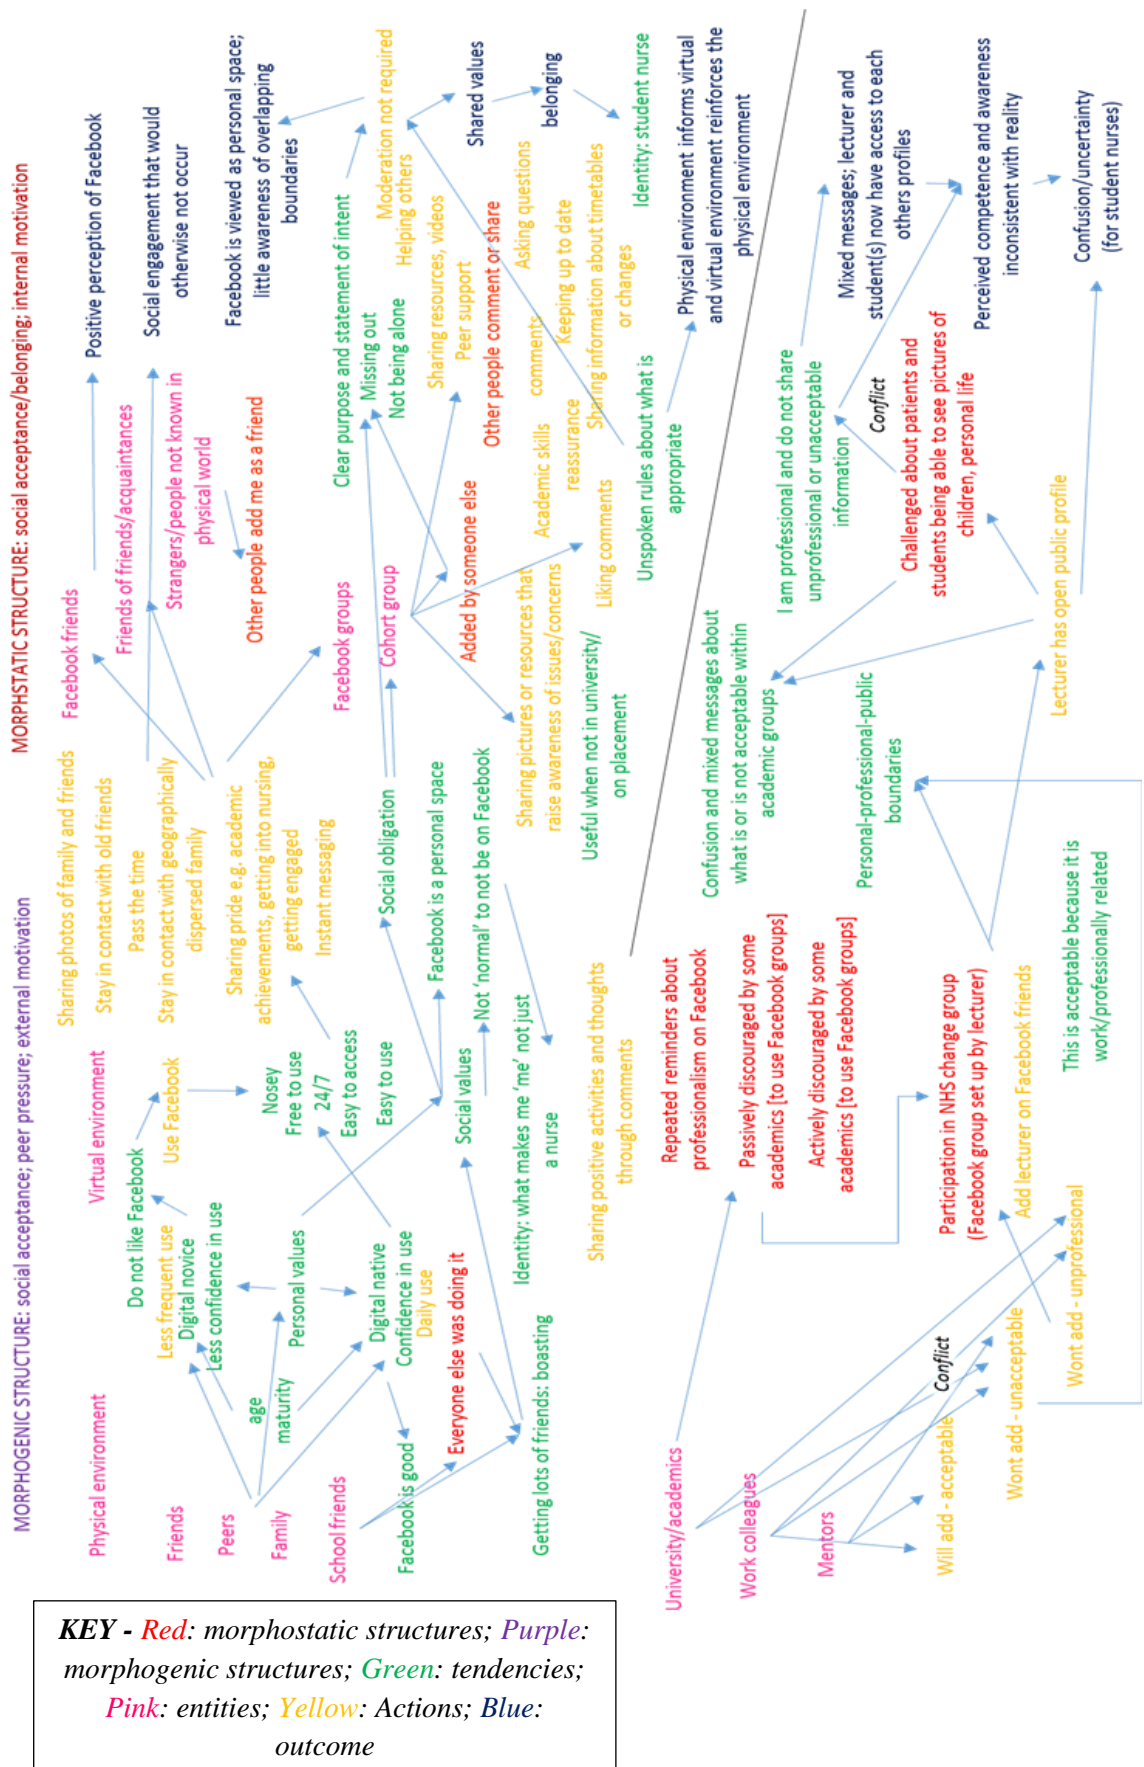 MORPHOGENIC STRUCTURE: social acceptance; peer pressure; external motivation
MORPHSTATIC STRUCTURE: social acceptance/belonging; internal motivation
Physical environment
Virtual environment
Friends
Peers
Family
School friends
age
maturity
Do not like Facebook
Less frequent use
Digital novice
Less confidence in use
Personal values
Digital native
Confidence in use
Daily use
Facebook is good
Everyone else was doing it
Getting lots of friends: boasting
Use Facebook
Nosey
Free to use
24/7
Easy to access
Easy to use
Social values
Identity: what makes me ‘me’ not just
a nurse
Sharing photos of family and friends
Stay in contact with old friends
Pass the time
Stay in contact with geographically
dispersed family
Sharing pride e.g. academic
achievements, getting into nursing,
getting engaged
Instant messaging
Social obligation
Facebook is a personal space
Not ‘normal’ to not be on Facebook
Sharing positive activities and thoughts
through comments
Facebook friends
Friends of friends/acquaintances
Strangers/people not known in
physical world
Other people add me as a friend
Facebook groups
Cohort group
Added by someone else
Sharing pictures or resources that
raise awareness of issues/concerns
Useful when not in university/
on placement
Positive perception of Facebook
Social engagement that would
otherwise not occur
Facebook is viewed as personal space;
little awareness of overlapping
boundaries
Clear purpose and statement of intent
Missing out
Not being alone
Moderation not required
Helping others
Sharing resources, videos
Peer support
Other people comment or share
Academic skills
comments
Asking questions
reassurance
Keeping up to date
Liking comments
Sharing information about timetables
or changes
Unspoken rules about what is
appropriate
Shared values
belonging
Identity: student nurse
Physical environment informs virtual
and virtual environment reinforces the
physical environment
University/academics
Work colleagues
Mentors
Will add - acceptable
Conflict
Wont add - unacceptable
Wont add - unprofessional
Repeated reminders about
professionalism on Facebook
Passively discouraged by some
academics [to use Facebook groups]
Actively discouraged by some
academics [to use Facebook groups]
Participation in NHS change group
(Facebook group set up by lecturer)
Add lecturer on Facebook friends
This is acceptable because it is
work/professionally related
Confusion and mixed messages about
what is or is not acceptable within
academic groups
Personal-professional-public
boundaries
Lecturer has open public profile
I am professional and do not share
unprofessional or unacceptable
information
Conflict
Challenged about patients and
students being able to see pictures of
children, personal life
Mixed messages; lecturer and
student(s) now have access to each
others profiles
Perceived competence and awareness
inconsistent with reality
Confusion/uncertainty
(for student nurses)
KEY - Red: morphostatic structures; Purple:
morphogenic structures; Green: tendencies;
Pink: entities; Yellow: Actions; Blue:
outcome